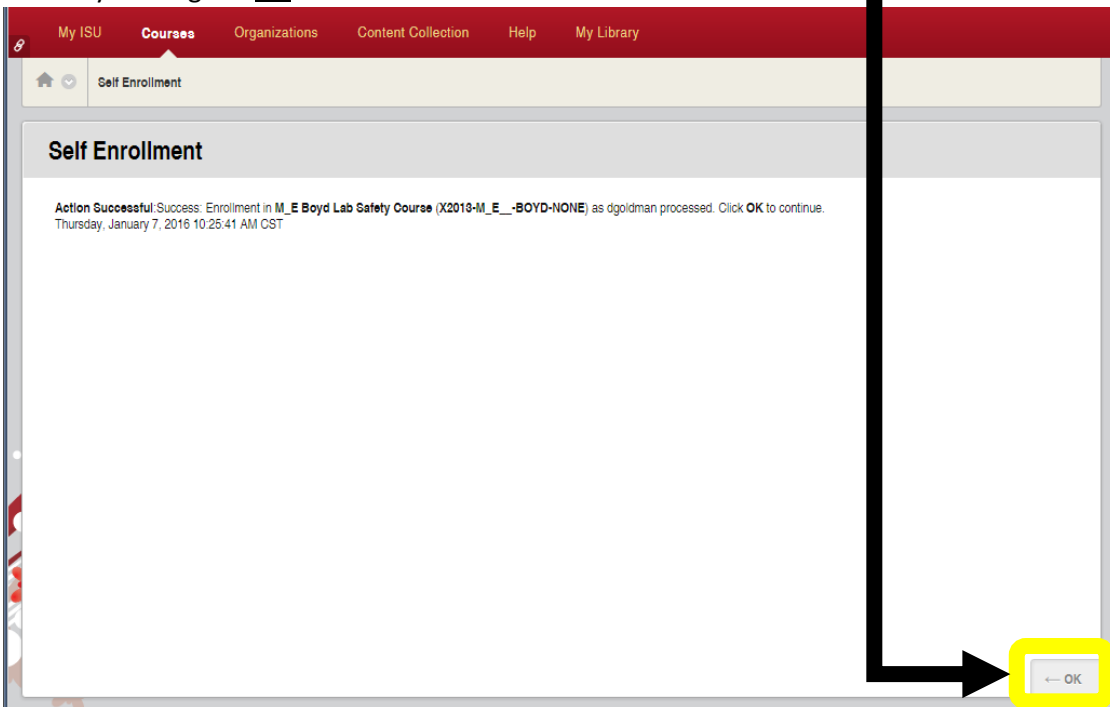 My ISU Courses Organizations Content Collection Help My Library
Self Enrollment
Self Enrollment
Action Successful:Success: Enrollment in M_E Boyd Lab Safety Course (X2013-M_E__-BOYD-NONE) as dgoldman processed. Click OK to continue.
Thursday, January 7, 2016 10:25:41 AM CST
← OK